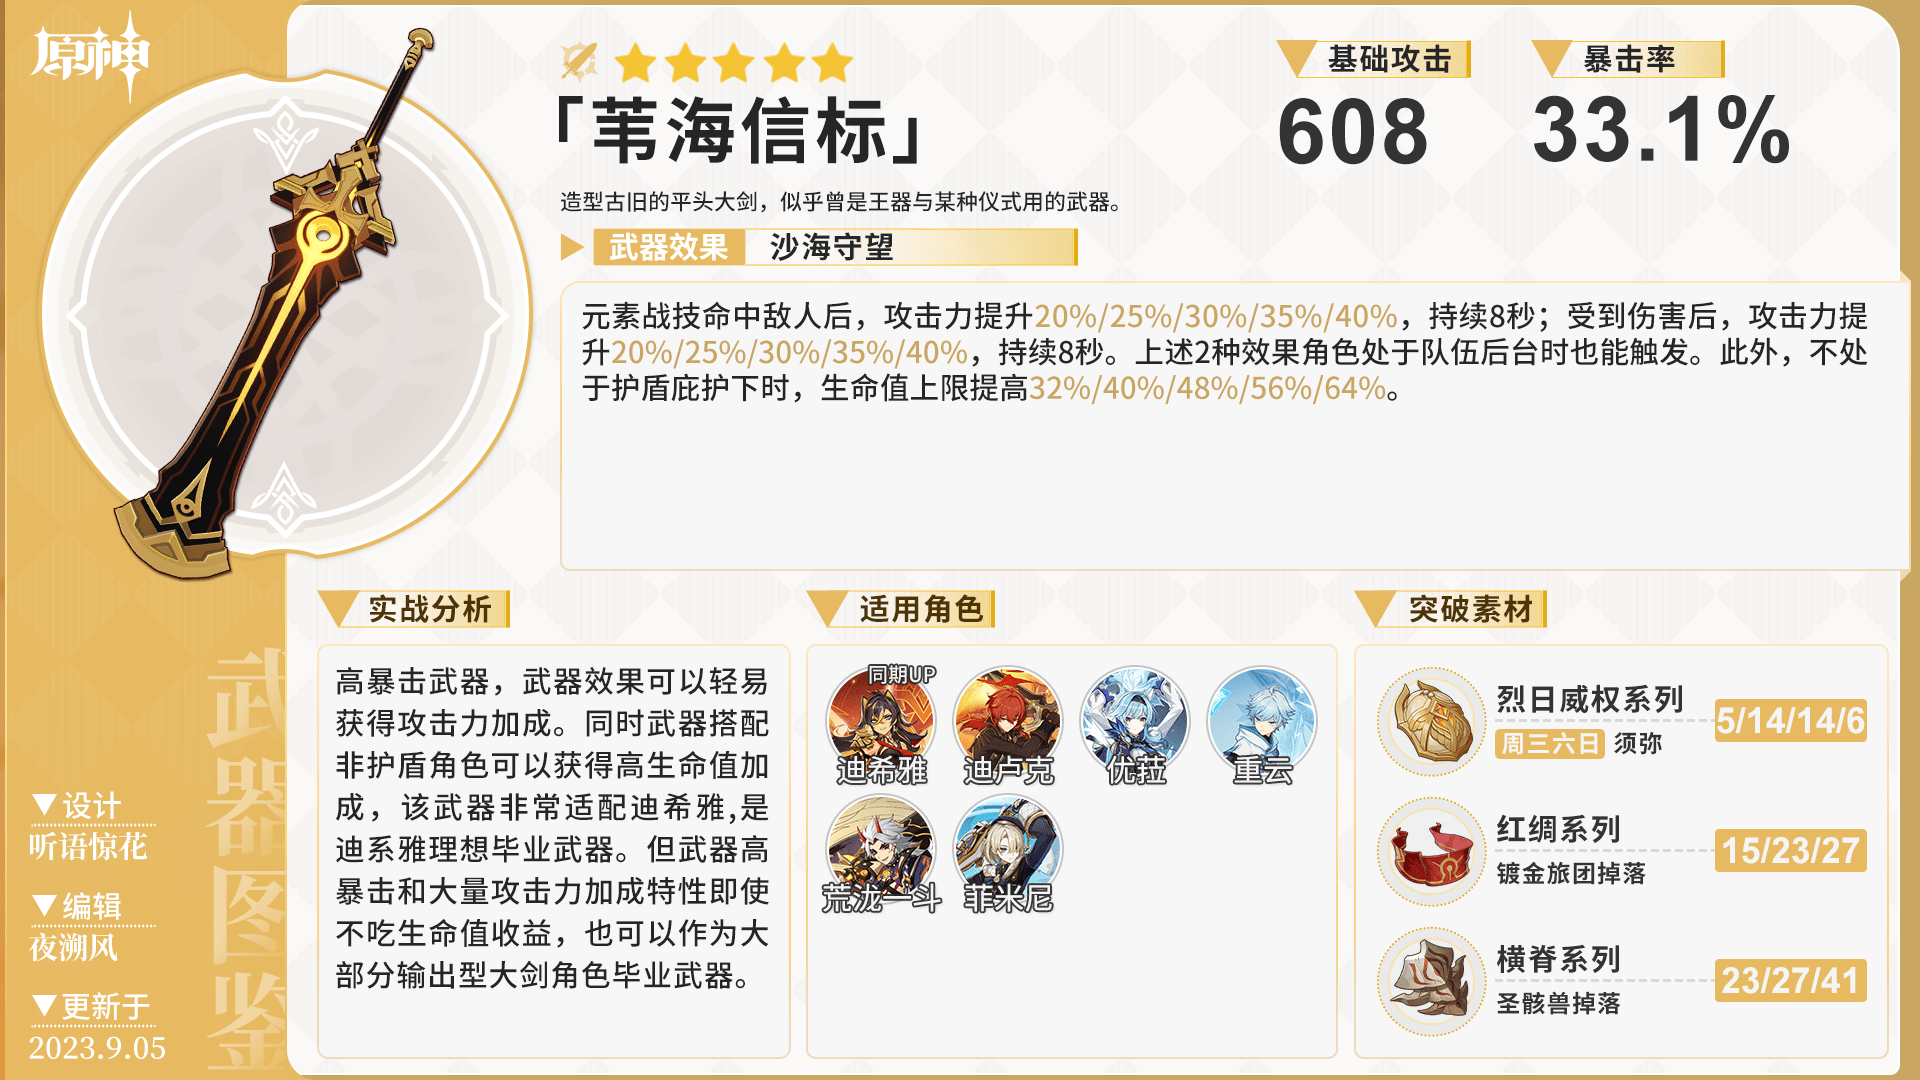 原神
「苇海信标」
造型古旧的平头大剑，似乎曾是王器与某种仪式用的武器。
基础攻击
608
暴击率
33.1%
武器效果
沙海守望
元素战技命中敌人后，攻击力提升20%/25%/30%/35%/40%，持续8秒；受到伤害后，攻击力提
升20%/25%/30%/35%/40%，持续8秒。上述2种效果角色处于队伍后台时也能触发。此外，不处
于护盾庇护下时，生命值上限提高32%/40%/48%/56%/64%。
武器图鉴
▼设计
听语惊花
▼编辑
夜溯风
▼更新于
2023.9.05
实战分析
高暴击武器，武器效果可以轻易
获得攻击力加成。同时武器搭配
非护盾角色可以获得高生命值加
成，该武器非常适配迪希雅,是
迪系雅理想毕业武器。但武器高
暴击和大量攻击力加成特性即使
不吃生命值收益，也可以作为大
部分输出型大剑角色毕业武器。
适用角色
同期UP
迪希雅
迪卢克
优菈
重云
荒泷一斗
菲米尼
突破素材
烈日威权系列
周三六日 须弥
5/14/14/6
红绸系列
镀金旅团掉落
15/23/27
横脊系列
圣骸兽掉落
23/27/41